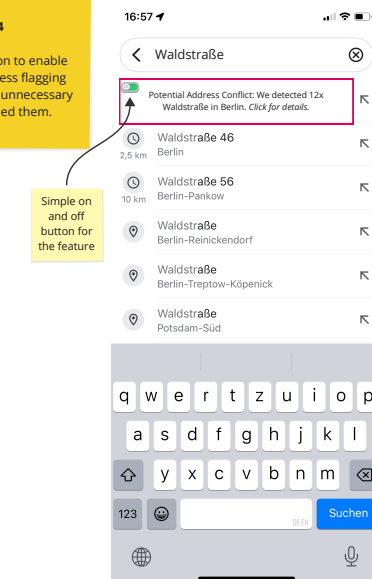 4
on to enable
ess flagging
unnecessary
ed them.
Simple on
and off
button for
the feature
16:57
Waldstraße
Potential Address Conflict: We detected 12x
Waldstraße in Berlin. Click for details.
Waldstraße 46
2,5 km Berlin
Waldstraße 56
10 km Berlin-Pankow
Waldstraße
Berlin-Reinickendorf
Waldstraße
Berlin-Treptow-Köpenick
Waldstraße
Potsdam-Süd
q w e r t z u i o p
a s d f g h j k l
y x c v b n m
123 DE EN Suchen